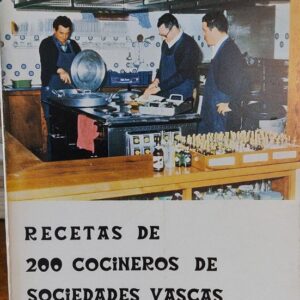 RECETAS DE
200 COCINEROS DE
SOCIEDADES VASCAS